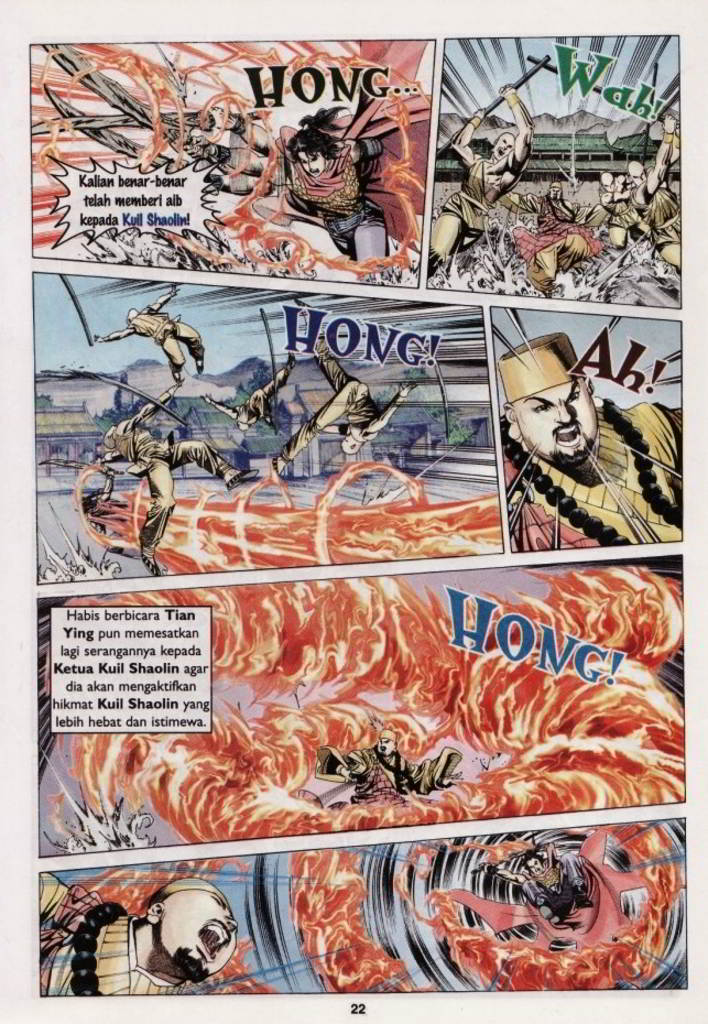 HONG...
Kalian benar-benar
telah memberi aib
kepada Kuil Shaolin!
Wah!
HONG!
Ah!
Habis berbicara Tian
Ying pun memesatkan
lagi serangannya kepada
Ketua Kuil Shaolin agar
dia akan mengaktifkan
hikmat Kuil Shaolin yang
lebih hebat dan istimewa.
HONG!
22